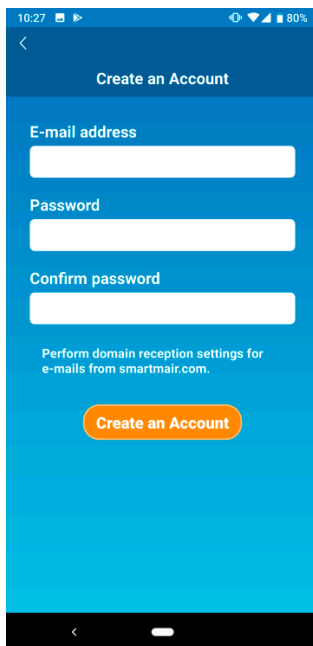 10:27 80%
Create an Account
E-mail address
Password
Confirm password
Perform domain reception settings for
e-mails from smartmair.com.
Create an Account